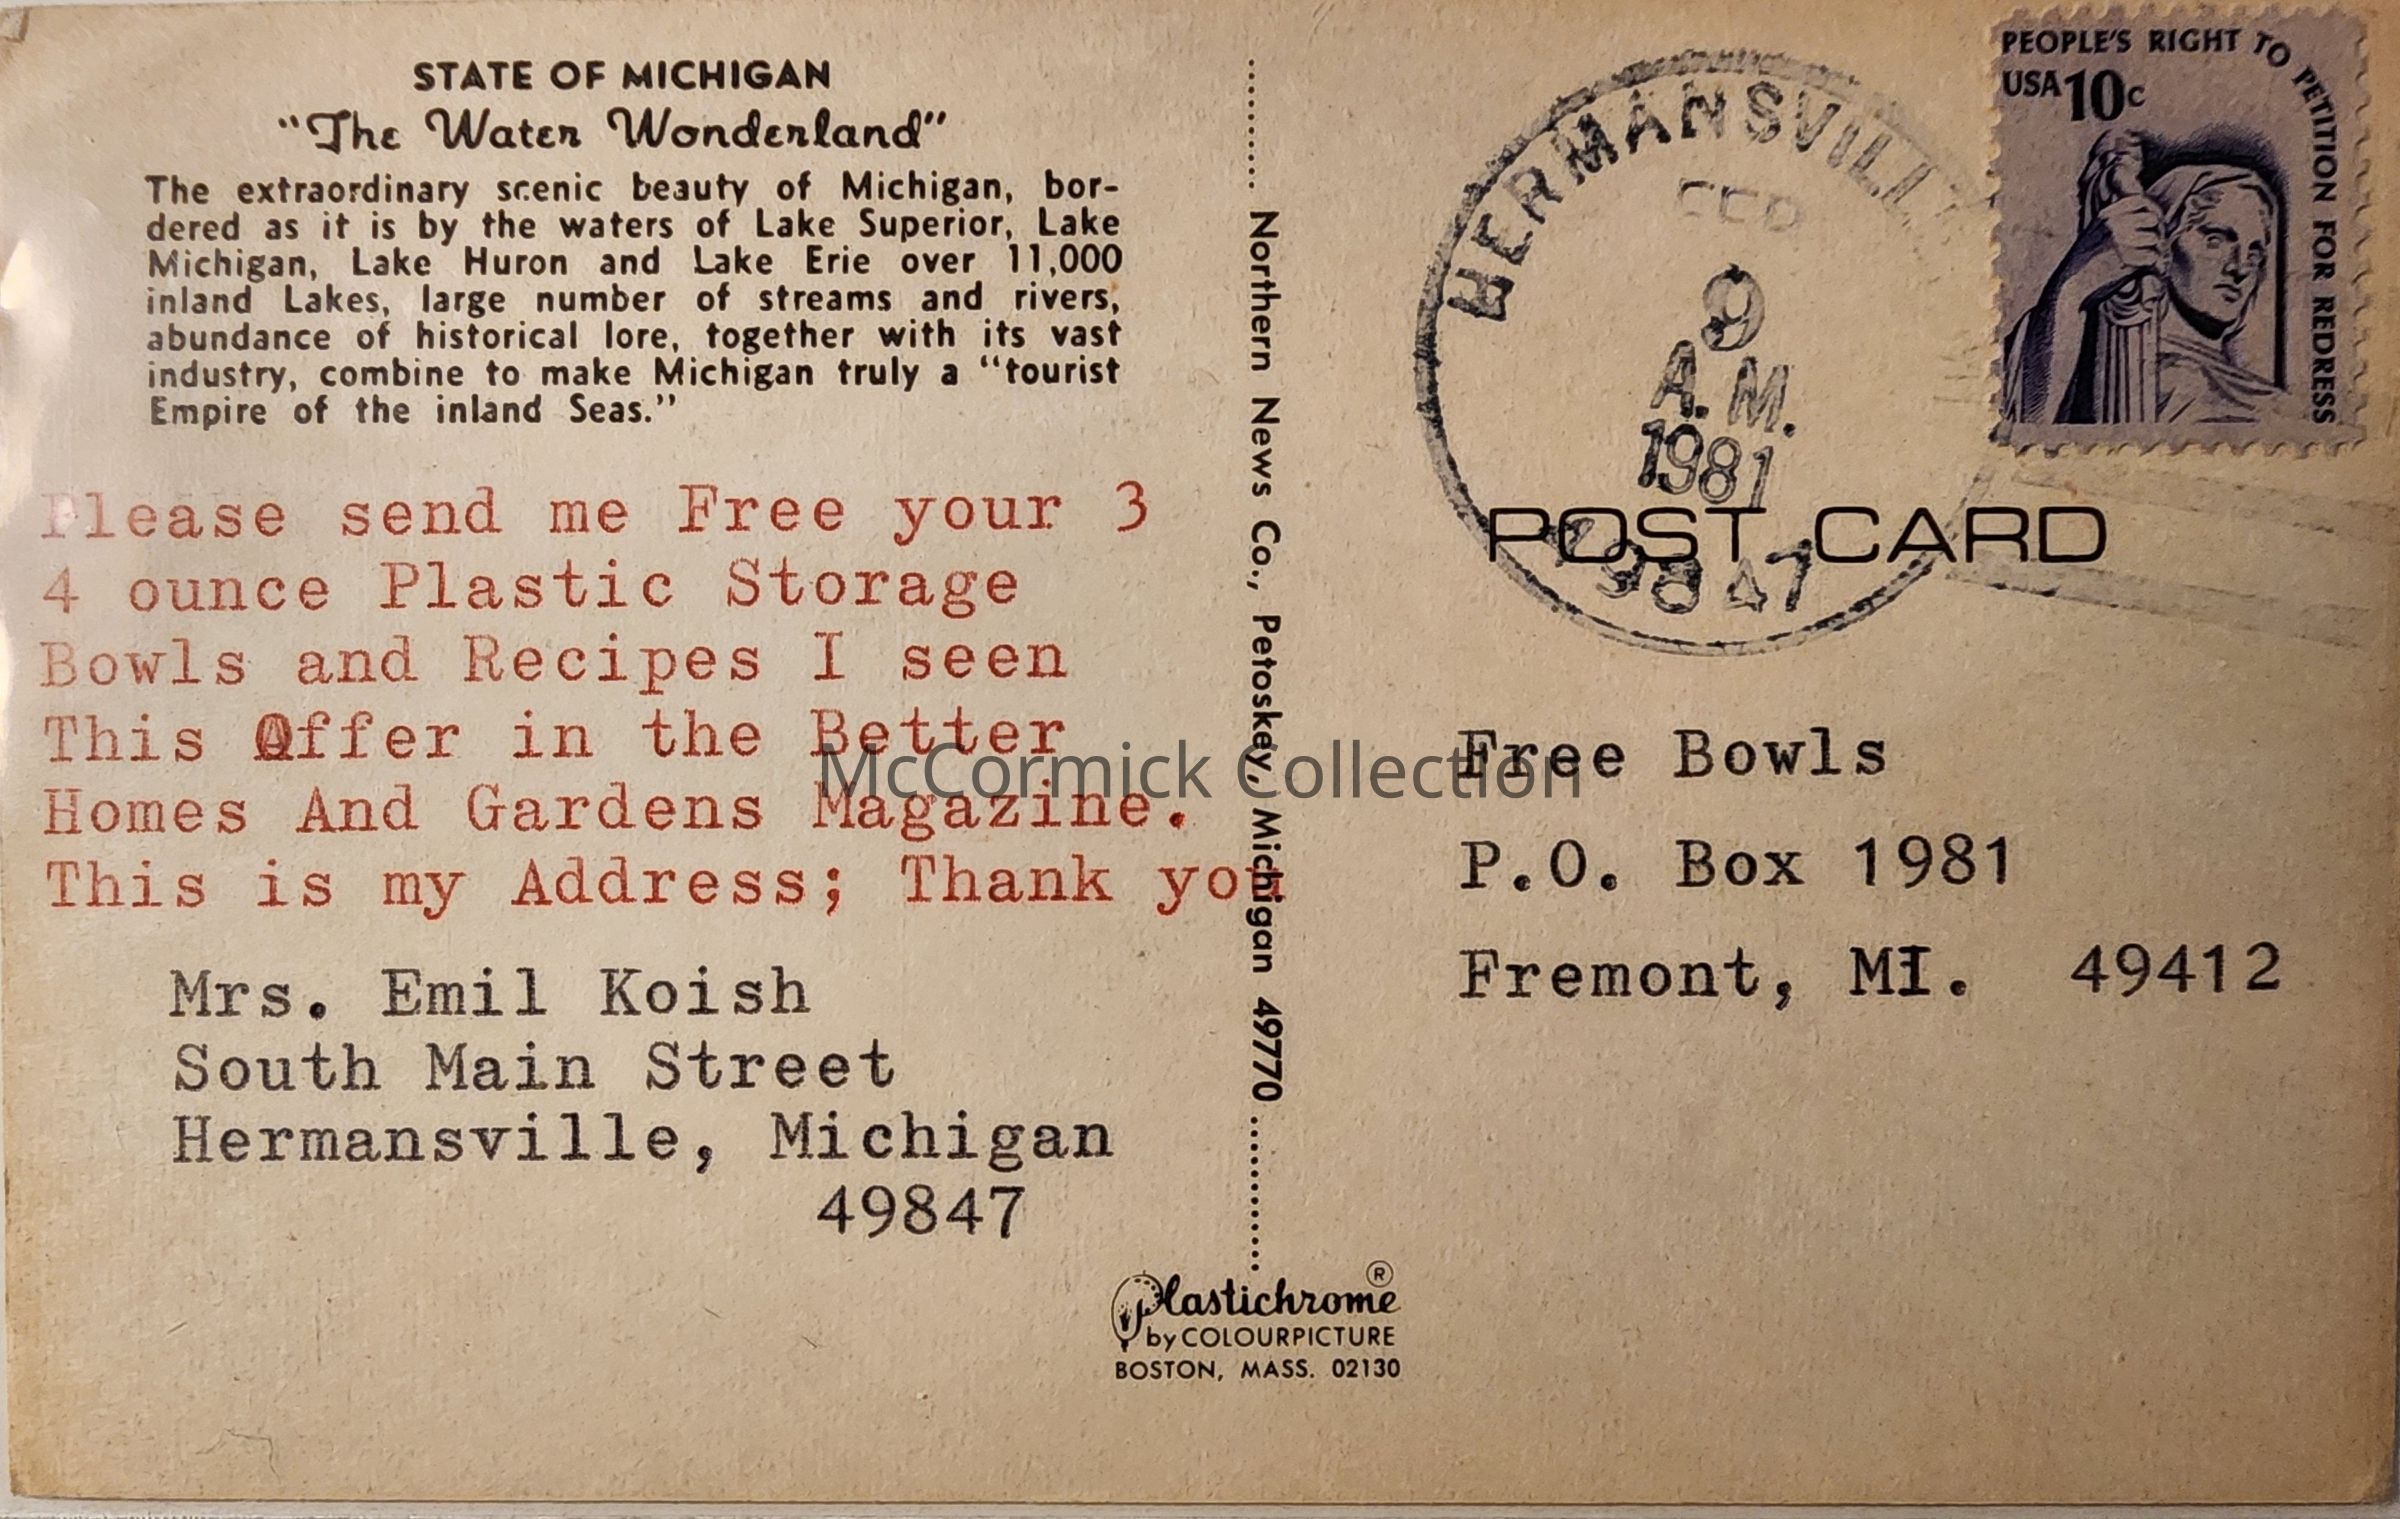 STATE OF MICHIGAN
"The Water Wonderland"
The extraordinary scenic beauty of Michigan, bor-
dered as it is by the waters of Lake Superior, Lake
Michigan, Lake Huron and Lake Erie over 11,000
inland Lakes, large number of streams and rivers,
abundance of historical lore, together with its vast
industry, combine to make Michigan truly a "tourist
Empire of the inland Seas."
Please send me Free your 3
4 ounce Plastic Storage
Bowls and Recipes I seen
This Offer in the Better
Homes And Gardens Magazine.
This is my Address; Thank you
Mrs. Emil Koish
South Main Street
Hermansville, Michigan
49847
Northern News Co., Petoskey, Michigan 49770
Plastichrome ®
by COLOURPICTURE
BOSTON, MASS. 02130
PEOPLE'S RIGHT TO PETITION FOR REDRESS
USA 10c
HERMANSVILLE
9
A.M.
1981
49847
POST CARD
Free Bowls
P.O. Box 1981
Fremont, MI. 49412
McCormick Collection